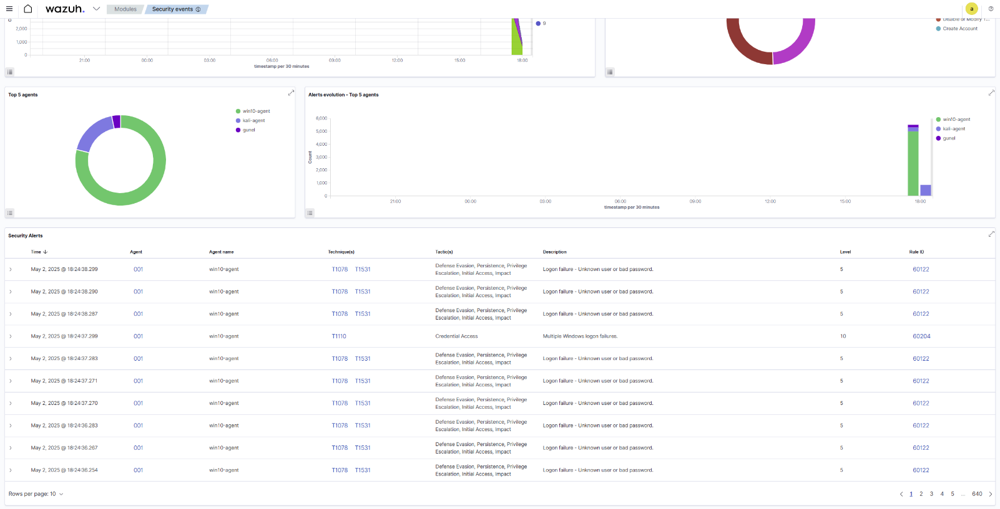 wazuh.
Modules
Security events
a
2,000
1,000
0
21:00 00:00 03:00 06:00 09:00 12:00 15:00 18:00
timestamp per 30 minutes
9
Disable or Modify T...
Create Account
Top 5 agents
win10-agent
kali-agent
gunel
Alerts evolution - Top 5 agents
6,000
5,000
4,000
3,000
2,000
1,000
0
Count
21:00 00:00 03:00 06:00 09:00 12:00 15:00 18:00
timestamp per 30 minutes
win10-agent
kali-agent
gunel
Security Alerts
Time Agent Agent name Technique(s) Tactic(s) Description Level Rule ID
May 2, 2025 @ 18:24:38.299 001 win10-agent T1078 T1531 Defense Evasion, Persistence, Privilege Logon failure - Unknown user or bad password. 5 60122
Escalation, Initial Access, Impact
May 2, 2025 @ 18:24:38.290 001 win10-agent T1078 T1531 Defense Evasion, Persistence, Privilege Logon failure - Unknown user or bad password. 5 60122
Escalation, Initial Access, Impact
May 2, 2025 @ 18:24:38.287 001 win10-agent T1078 T1531 Defense Evasion, Persistence, Privilege Logon failure - Unknown user or bad password. 5 60122
Escalation, Initial Access, Impact
May 2, 2025 @ 18:24:37.299 001 win10-agent T1110 Credential Access Multiple Windows logon failures. 10 60204
May 2, 2025 @ 18:24:37.283 001 win10-agent T1078 T1531 Defense Evasion, Persistence, Privilege Logon failure - Unknown user or bad password. 5 60122
Escalation, Initial Access, Impact
May 2, 2025 @ 18:24:37.271 001 win10-agent T1078 T1531 Defense Evasion, Persistence, Privilege Logon failure - Unknown user or bad password. 5 60122
Escalation, Initial Access, Impact
May 2, 2025 @ 18:24:37.270 001 win10-agent T1078 T1531 Defense Evasion, Persistence, Privilege Logon failure - Unknown user or bad password. 5 60122
Escalation, Initial Access, Impact
May 2, 2025 @ 18:24:36.283 001 win10-agent T1078 T1531 Defense Evasion, Persistence, Privilege Logon failure - Unknown user or bad password. 5 60122
Escalation, Initial Access, Impact
May 2, 2025 @ 18:24:36.267 001 win10-agent T1078 T1531 Defense Evasion, Persistence, Privilege Logon failure - Unknown user or bad password. 5 60122
Escalation, Initial Access, Impact
May 2, 2025 @ 18:24:36.254 001 win10-agent T1078 T1531 Defense Evasion, Persistence, Privilege Logon failure - Unknown user or bad password. 5 60122
Escalation, Initial Access, Impact
Rows per page: 10
1 2 3 4 5 ... 640